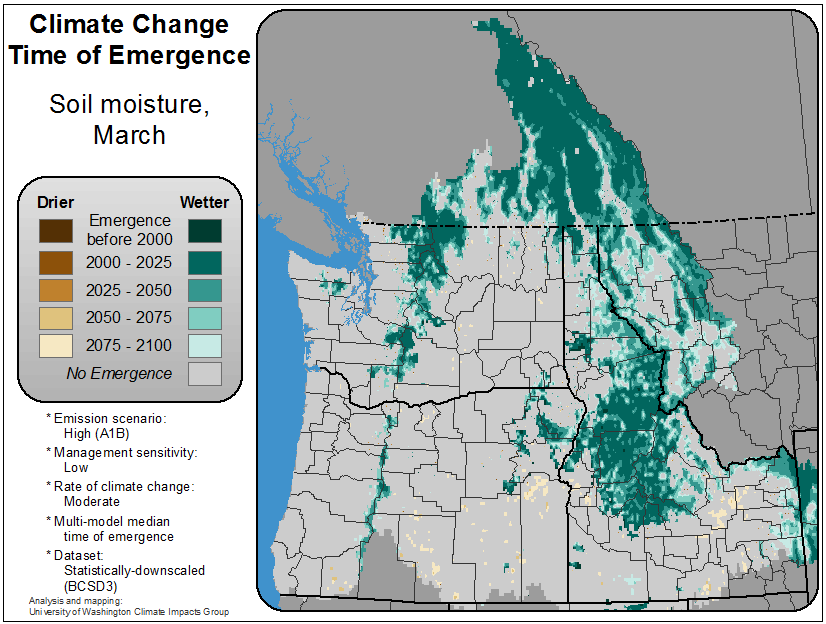 Climate Change
Time of Emergence
Soil moisture,
March
Drier
Wetter
Emergence
before 2000
2000 - 2025
2025 - 2050
2050 - 2075
2075 - 2100
No Emergence
* Emission scenario:
High (A1B)
* Management sensitivity:
Low
* Rate of climate change:
Moderate
* Multi-model median
time of emergence
* Dataset:
Statistically-downscaled
(BCSD3)
Analysis and mapping:
University of Washington Climate Impacts Group